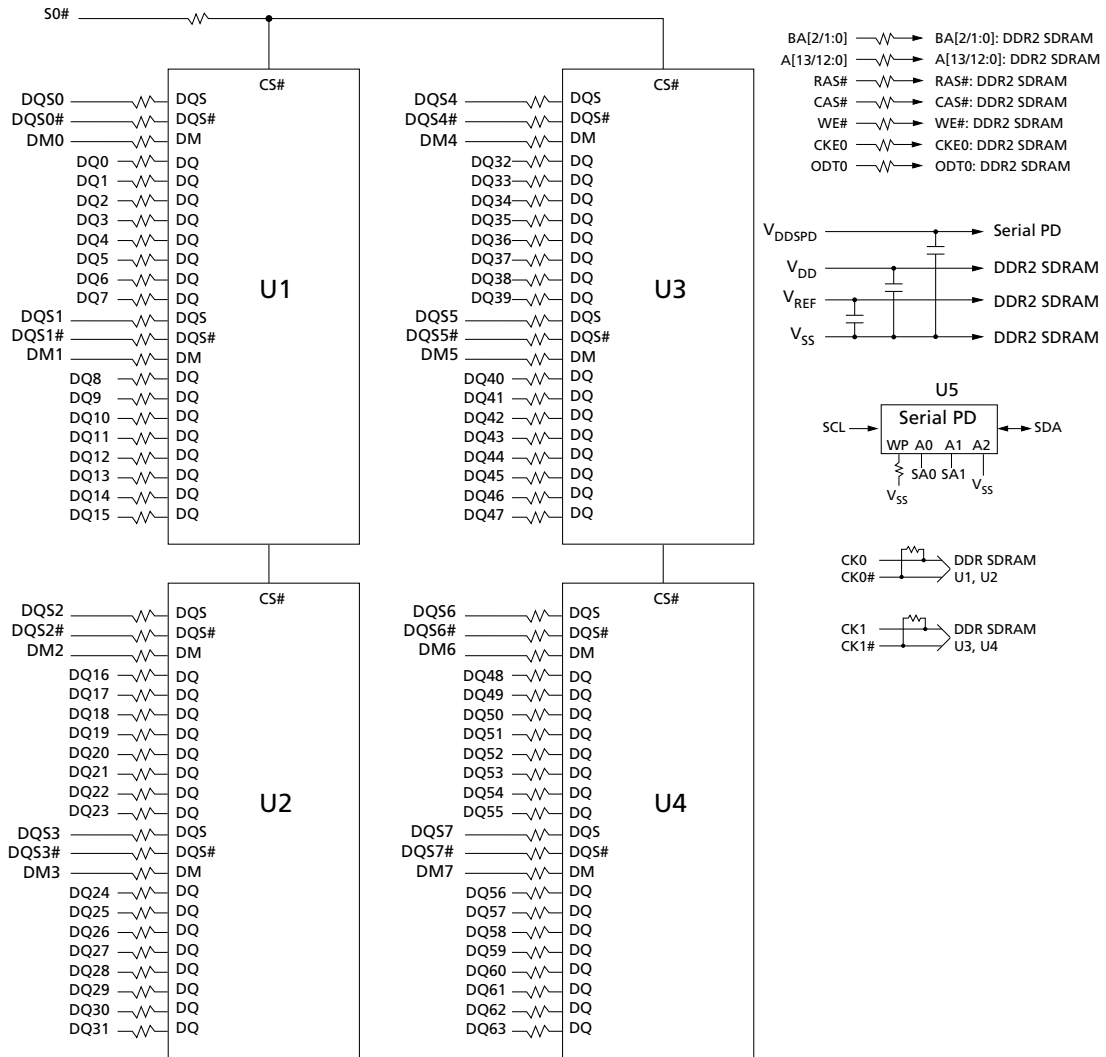 S0#
CS#
DQS0 DQS
DQS0# DQS#
DM0 DM
DQ0 DQ
DQ1 DQ
DQ2 DQ
DQ3 DQ
DQ4 DQ
DQ5 DQ
DQ6 DQ
DQ7 DQ
U1
DQS1 DQS
DQS1# DQS#
DM1 DM
DQ8 DQ
DQ9 DQ
DQ10 DQ
DQ11 DQ
DQ12 DQ
DQ13 DQ
DQ14 DQ
DQ15 DQ
CS#
DQS2 DQS
DQS2# DQS#
DM2 DM
DQ16 DQ
DQ17 DQ
DQ18 DQ
DQ19 DQ
DQ20 DQ
DQ21 DQ
DQ22 DQ
DQ23 DQ
U2
DQS3 DQS
DQS3# DQS#
DM3 DM
DQ24 DQ
DQ25 DQ
DQ26 DQ
DQ27 DQ
DQ28 DQ
DQ29 DQ
DQ30 DQ
DQ31 DQ
CS#
DQS4 DQS
DQS4# DQS#
DM4 DM
DQ32 DQ
DQ33 DQ
DQ34 DQ
DQ35 DQ
DQ36 DQ
DQ37 DQ
DQ38 DQ
DQ39 DQ
U3
DQS5 DQS
DQS5# DQS#
DM5 DM
DQ40 DQ
DQ41 DQ
DQ42 DQ
DQ43 DQ
DQ44 DQ
DQ45 DQ
DQ46 DQ
DQ47 DQ
CS#
DQS6 DQS
DQS6# DQS#
DM6 DM
DQ48 DQ
DQ49 DQ
DQ50 DQ
DQ51 DQ
DQ52 DQ
DQ53 DQ
DQ54 DQ
DQ55 DQ
U4
DQS7 DQS
DQS7# DQS#
DM7 DM
DQ56 DQ
DQ57 DQ
DQ58 DQ
DQ59 DQ
DQ60 DQ
DQ61 DQ
DQ62 DQ
DQ63 DQ
BA[2/1:0] BA[2/1:0]: DDR2 SDRAM
A[13/12:0] A[13/12:0]: DDR2 SDRAM
RAS# RAS#: DDR2 SDRAM
CAS# CAS#: DDR2 SDRAM
WE# WE#: DDR2 SDRAM
CKE0 CKE0: DDR2 SDRAM
ODT0 ODT0: DDR2 SDRAM
VDDSPD Serial PD
VDD DDR2 SDRAM
VREF DDR2 SDRAM
VSS DDR2 SDRAM
U5
Serial PD
SCL SDA
WP A0 A1 A2
SA0 SA1
VSS VSS
CK0 DDR SDRAM
CK0# U1, U2
CK1 DDR SDRAM
CK1# U3, U4